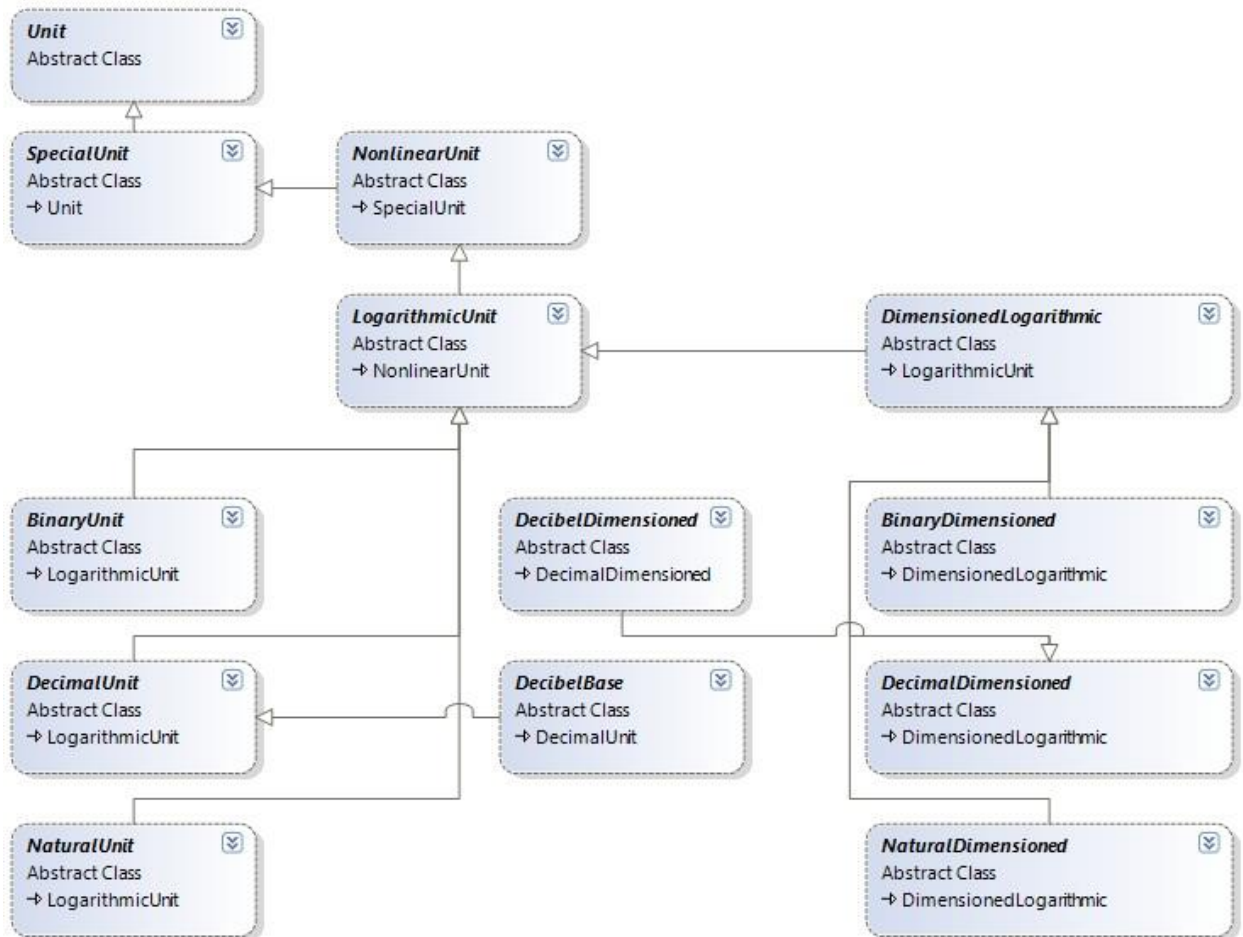 Unit
Abstract Class
SpecialUnit
Abstract Class
Unit
NonlinearUnit
Abstract Class
SpecialUnit
LogarithmicUnit
Abstract Class
NonlinearUnit
DimensionedLogarithmic
Abstract Class
LogarithmicUnit
BinaryUnit
Abstract Class
LogarithmicUnit
DecibelDimensioned
Abstract Class
DecimalDimensioned
BinaryDimensioned
Abstract Class
DimensionedLogarithmic
DecimalUnit
Abstract Class
LogarithmicUnit
DecibelBase
Abstract Class
DecimalUnit
DecimalDimensioned
Abstract Class
DimensionedLogarithmic
NaturalUnit
Abstract Class
LogarithmicUnit
NaturalDimensioned
Abstract Class
DimensionedLogarithmic